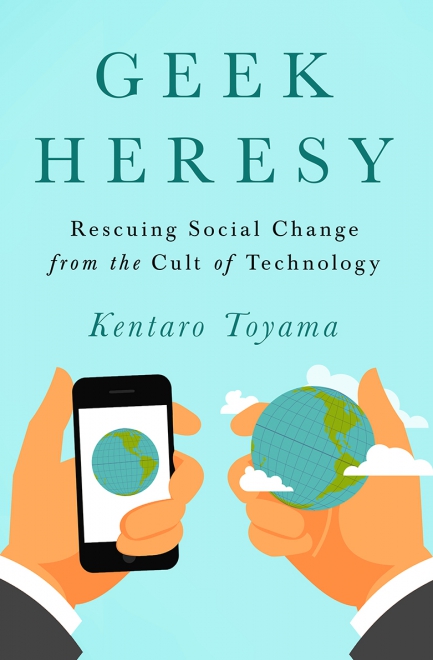 GEEK
HERESY
Rescuing Social Change
from the Cult of Technology
Kentaro Toyama